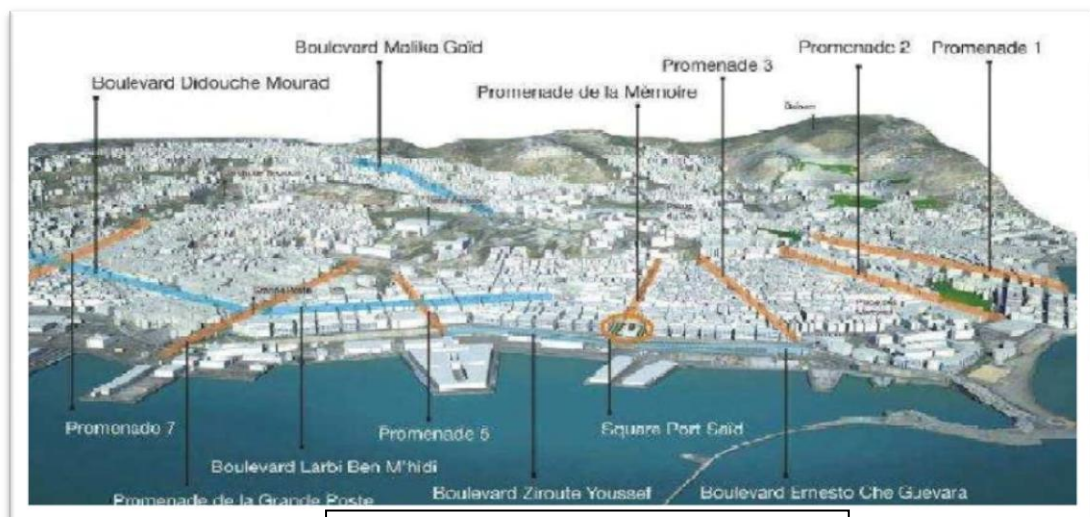 Boulevard Malika Gaïd
Promenade 2
Promenade 1
Promenade 3
Boulevard Didouche Mourad
Promenade de la Mémoire
Promenade 7
Promenade 5
Square Port Saïd
Boulevard Larbi Ben M'hidi
Promenade de la Grande Poste
Boulevard Ziroute Youssef
Boulevard Ernesto Che Guevara